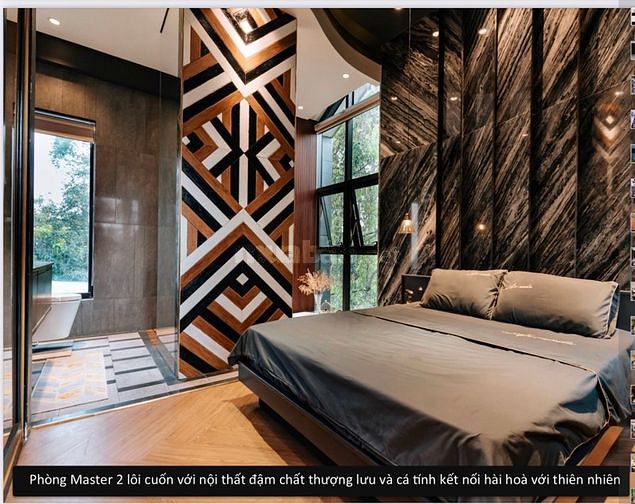 Phòng Master 2 lôi cuốn với nội thất đậm chất thượng lưu và cá tính kết nối hài hoà với thiên nhiên